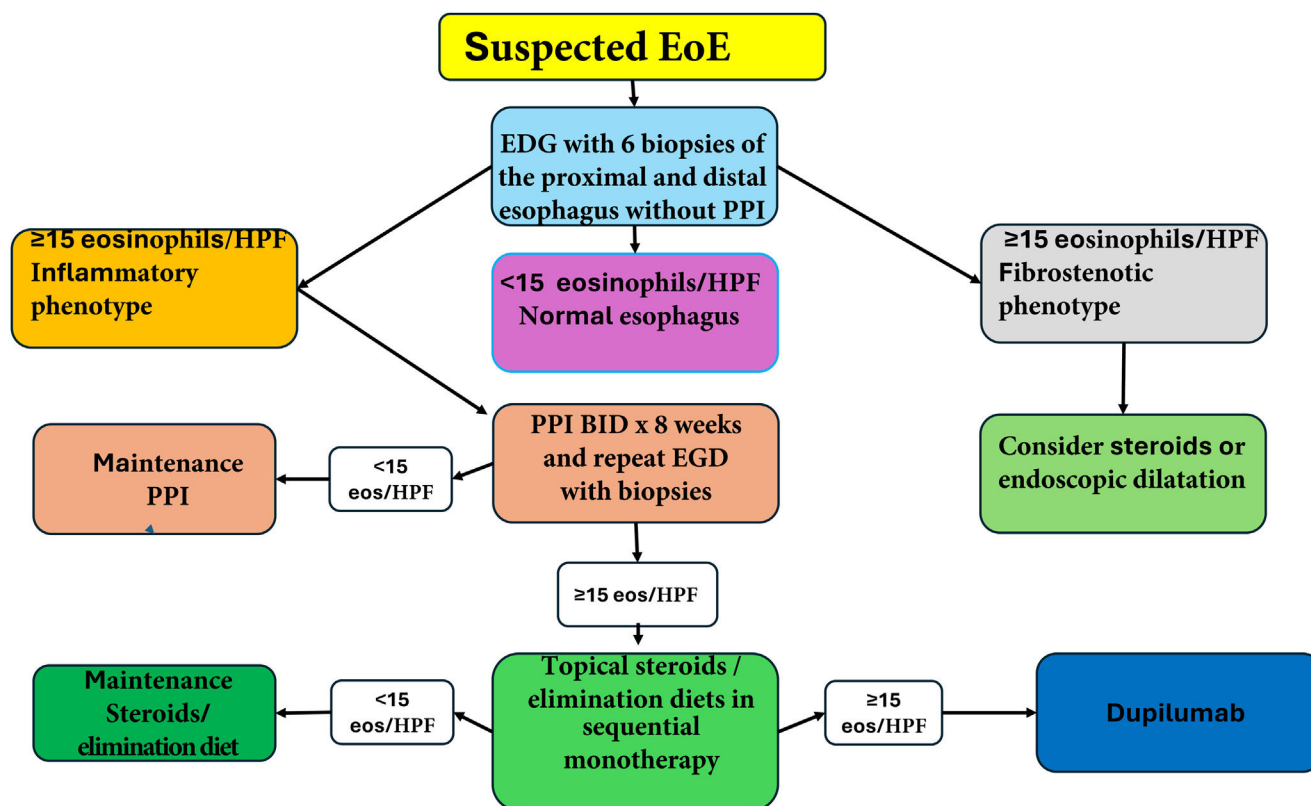 Suspected EoE
EDG with 6 biopsies of
the proximal and distal
esophagus without PPI
≥15 eosinophils/HPF
Inflammatory
phenotype
<15 eosinophils/HPF
Normal esophagus
≥15 eosinophils/HPF
Fibrostenotic
phenotype
Maintenance
PPI
<15
eos/HPF
PPI BID x 8 weeks
and repeat EGD
with biopsies
Consider steroids or
endoscopic dilatation
≥15 eos/HPF
Maintenance
Steroids/
elimination diet
<15
eos/HPF
Topical steroids /
elimination diets in
sequential
monotherapy
≥15
eos/HPF
Dupilumab